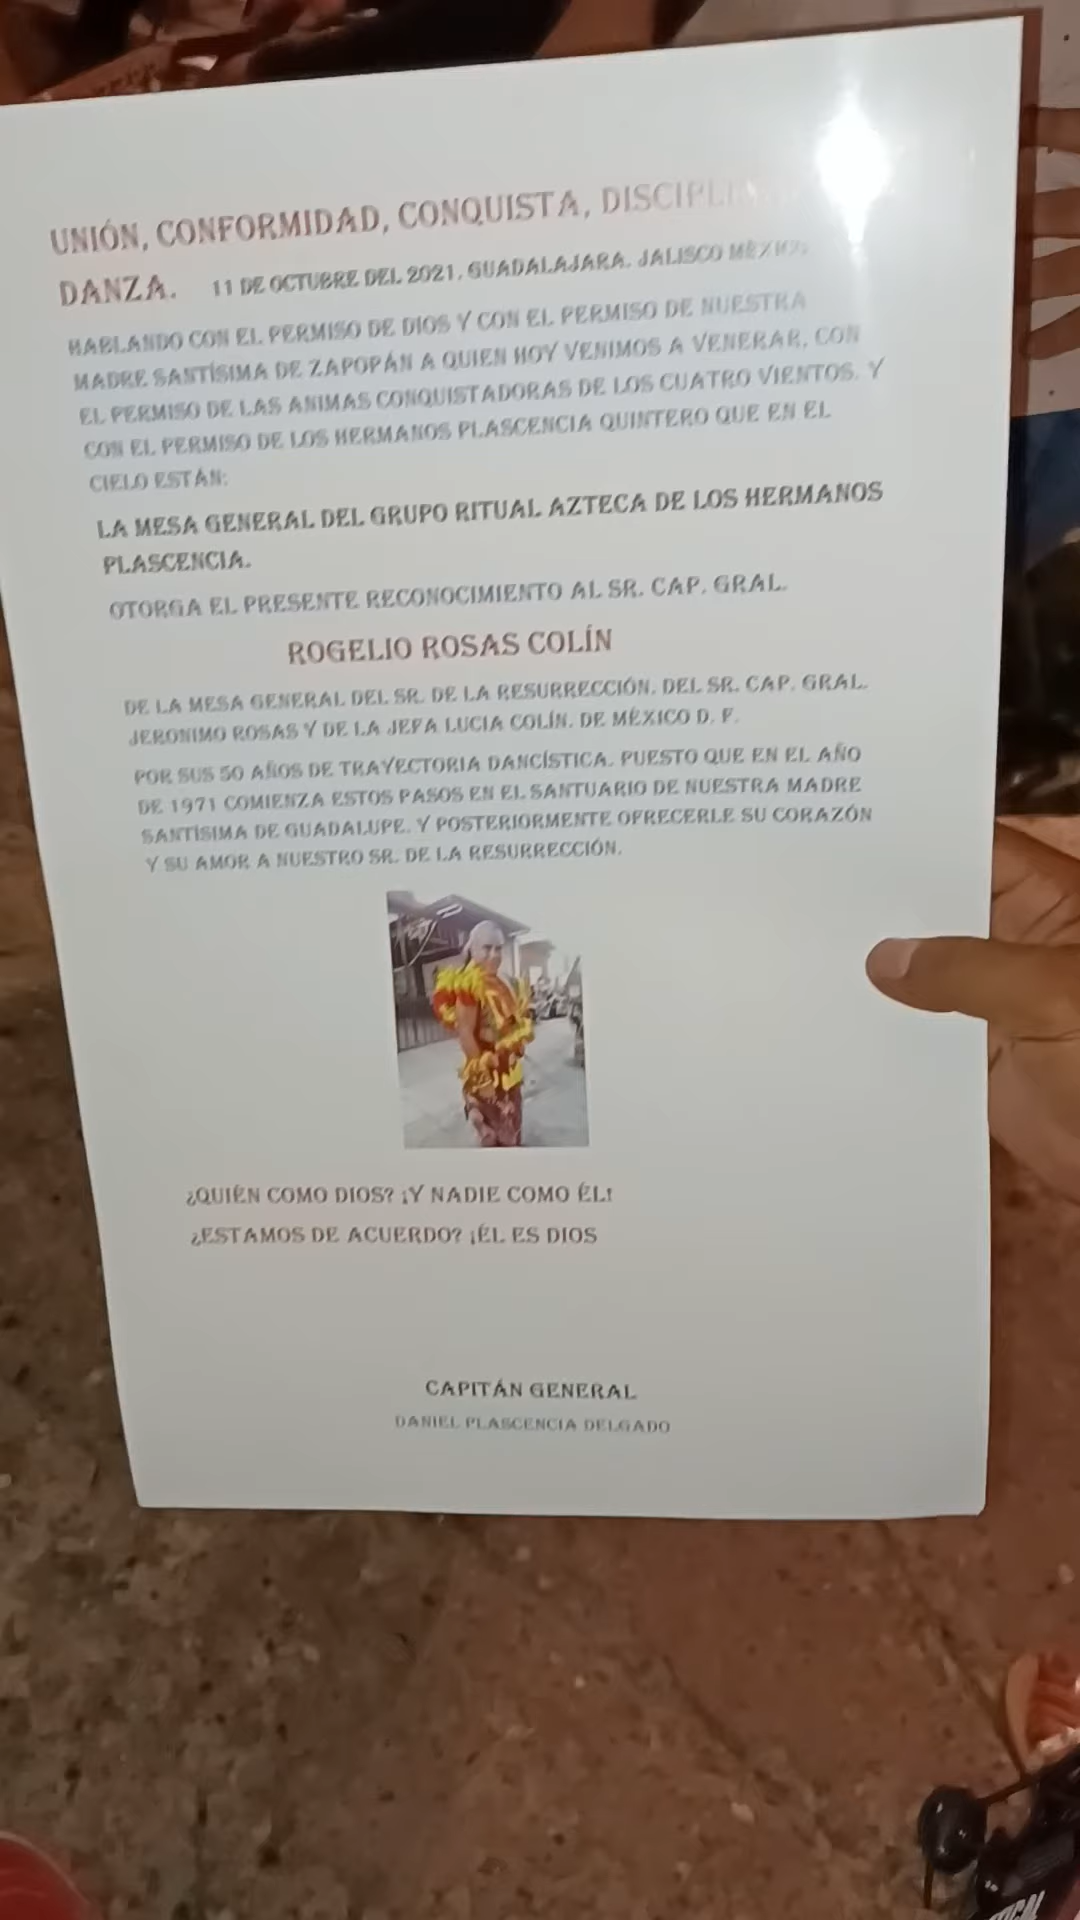 UNIÓN, CONFORMIDAD, CONQUISTA,
DANZA. 11 DE OCTUBRE DEL 2021. GUADALAJARA. JALISCO MÉXICO.
HABLANDO CON EL PERMISO DE DIOS Y CON EL PERMISO DE NUESTRA
MADRE SANTÍSIMA DE ZAPOPÁN A QUIEN HOY VENIMOS A VENERAR, CON
EL PERMISO DE LAS ANIMAS CONQUISTADORAS DE LOS CUATRO VIENTOS. Y
CON EL PERMISO DE LOS HERMANOS PLASCENCIA QUINTERO QUE EN EL
CIELO ESTÁN:
LA MESA GENERAL DEL GRUPO RITUAL AZTECA DE LOS HERMANOS
PLASCENCIA.
OTORGA EL PRESENTE RECONOCIMIENTO AL SR. CAP. GRAL.
ROGELIO ROSAS COLÍN
DE LA MESA GENERAL DEL SR. DE LA RESURRECCIÓN. DEL SR. CAP. GRAL.
JERONIMO ROSAS Y DE LA JEFA LUCIA COLÍN. DE MÉXICO D. F.
POR SUS 50 AÑOS DE TRAYECTORIA DANCÍSTICA. PUESTO QUE EN EL AÑO
DE 1971 COMIENZA ESTOS PASOS EN EL SANTUARIO DE NUESTRA MADRE
SANTÍSIMA DE GUADALUPE. Y POSTERIORMENTE OFRECERLE SU CORAZÓN
Y SU AMOR A NUESTRO SR. DE LA RESURRECCIÓN.
¿QUIÉN COMO DIOS? ¡Y NADIE COMO ÉL!
¿ESTAMOS DE ACUERDO? ¡ÉL ES DIOS
CAPITÁN GENERAL
DANIEL PLASCENCIA DELGADO